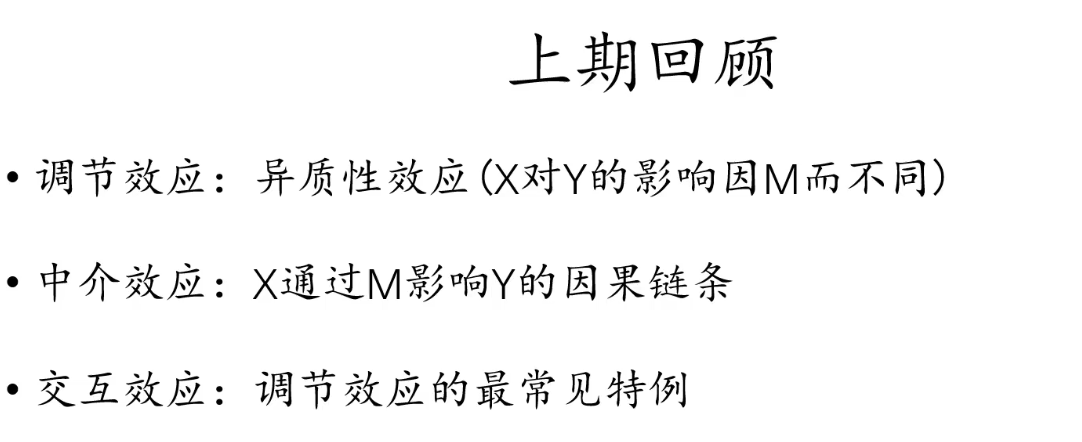 上期回顾
• 调节效应：异质性效应(X对Y的影响因M而不同)
• 中介效应：X通过M影响Y的因果链条
• 交互效应：调节效应的最常见特例